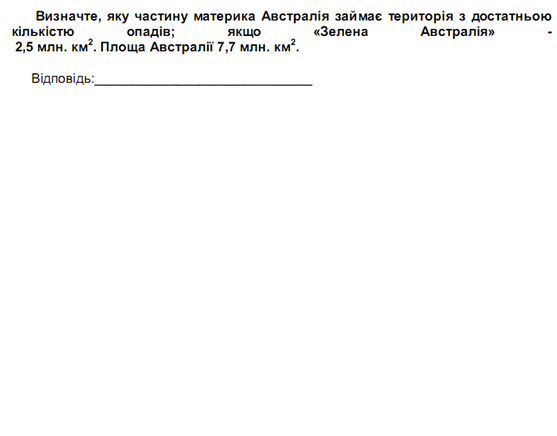 Визначте, яку частину материка Австралія займає територія з достатньою
кількістю опадів; якщо «Зелена Австралія» -
2,5 млн. км². Площа Австралії 7,7 млн. км².
Відповідь:______________________________